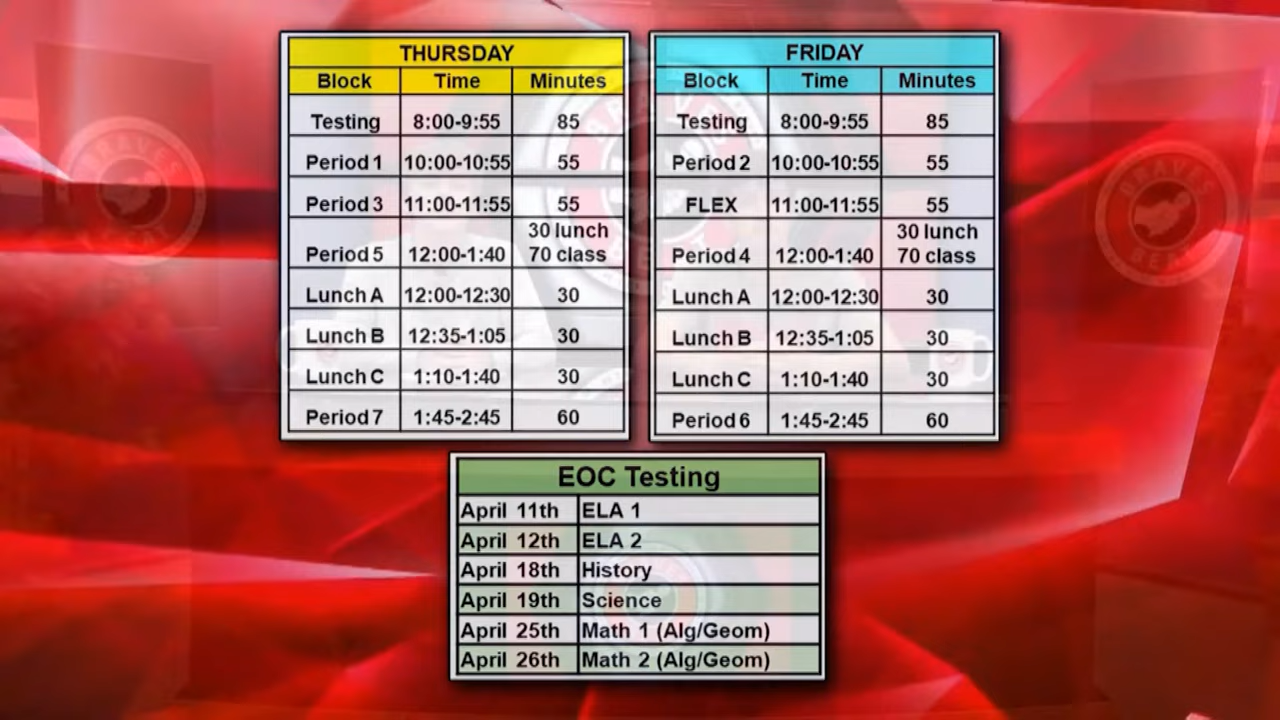 THURSDAY
Block Time Minutes
Testing 8:00-9:55 85
Period 1 10:00-10:55 55
Period 3 11:00-11:55 55
Period 5 12:00-1:40 30 lunch
70 class
Lunch A 12:00-12:30 30
Lunch B 12:35-1:05 30
Lunch C 1:10-1:40 30
Period 7 1:45-2:45 60
FRIDAY
Block Time Minutes
Testing 8:00-9:55 85
Period 2 10:00-10:55 55
FLEX 11:00-11:55 55
Period 4 12:00-1:40 30 lunch
70 class
Lunch A 12:00-12:30 30
Lunch B 12:35-1:05 30
Lunch C 1:10-1:40 30
Period 6 1:45-2:45 60
EOC Testing
April 11th ELA 1
April 12th ELA 2
April 18th History
April 19th Science
April 25th Math 1 (Alg/Geom)
April 26th Math 2 (Alg/Geom)
BRAVES
BRAVES
BEAT